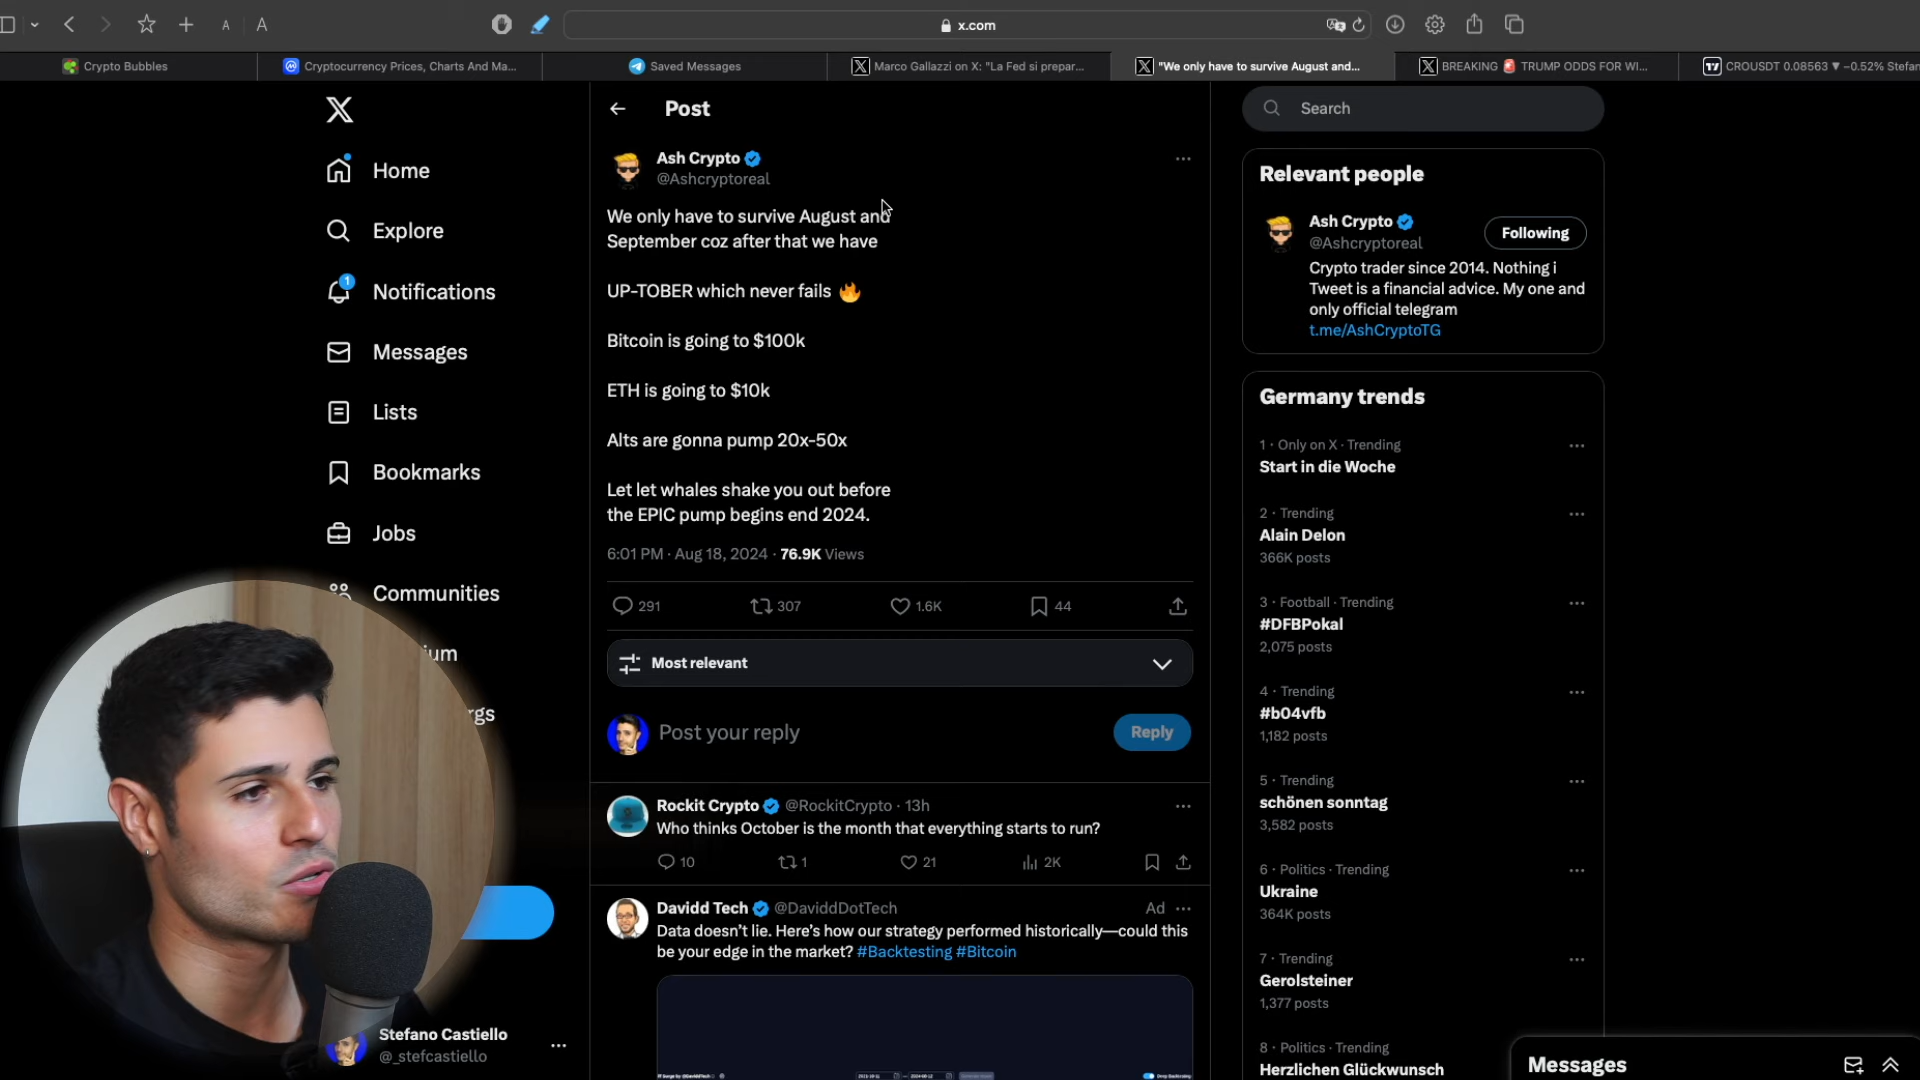 A A
x.com
Crypto Bubbles
Cryptocurrency Prices, Charts And Ma...
Saved Messages
Marco Gallazzi on X: "La Fed si prepar...
"We only have to survive August and...
BREAKING 🚨 TRUMP ODDS FOR WI...
CROUSDT 0.08563 ▼ −0.52% Stefan
Home
Explore
1
Notifications
Messages
Lists
Bookmarks
Jobs
Communities
ium
rgs
Stefano Castiello
@_stefcastiello
Post
Ash Crypto
@Ashcryptoreal
We only have to survive August and
September coz after that we have
UP-TOBER which never fails 🔥
Bitcoin is going to $100k
ETH is going to $10k
Alts are gonna pump 20x-50x
Let let whales shake you out before
the EPIC pump begins end 2024.
6:01 PM · Aug 18, 2024 · 76.9K Views
291 307 1.6K 44
Most relevant
Post your reply
Reply
Rockit Crypto @RockitCrypto · 13h
Who thinks October is the month that everything starts to run?
10 1 21 2K
Davidd Tech @DaviddDotTech Ad
Data doesn't lie. Here's how our strategy performed historically—could this
be your edge in the market? #Backtesting #Bitcoin
Search
Relevant people
Ash Crypto
@Ashcryptoreal
Following
Crypto trader since 2014. Nothing i
Tweet is a financial advice. My one and
only official telegram
t.me/AshCryptoTG
Germany trends
1 · Only on X · Trending
Start in die Woche
2 · Trending
Alain Delon
366K posts
3 · Football · Trending
#DFBPokal
2,075 posts
4 · Trending
#b04vfb
1,182 posts
5 · Trending
schönen sonntag
3,582 posts
6 · Politics · Trending
Ukraine
364K posts
7 · Trending
Gerolsteiner
1,377 posts
8 · Politics · Trending
Herzlichen Glückwunsch
Messages